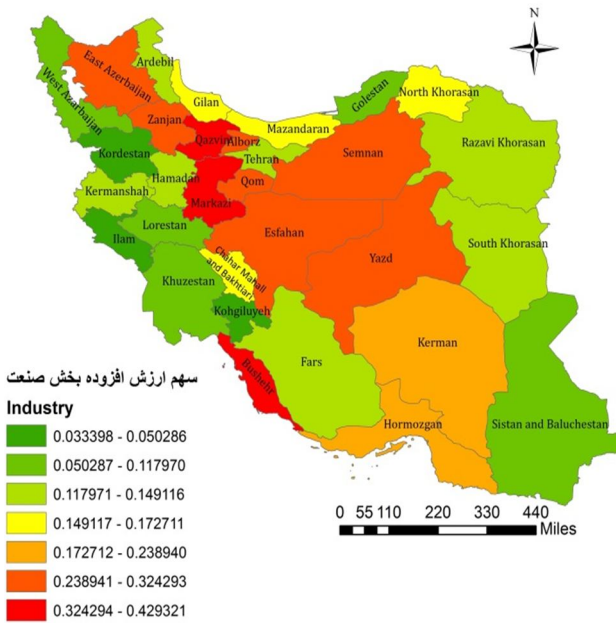 N
East Azerbaijan
Ardebil
West Azarbaijan
Gilan
North Khorasan
Golestan
Zanjan
Mazandaran
Qazvin
Alborz
Kordestan
Tehran
Semnan
Razavi Khorasan
Hamadan
Kermanshah
Qom
Markazi
Lorestan
Ilam
Esfahan
South Khorasan
Chahar Mahall
and Bakhtiari
Yazd
Khuzestan
Kohgiluyeh
Kerman
Fars
Bushehr
Hormozgan
Sistan and Baluchestan
سهم ارزش افزوده بخش صنعت
Industry
0.033398 - 0.050286
0.050287 - 0.117970
0.117971 - 0.149116
0.149117 - 0.172711
0.172712 - 0.238940
0.238941 - 0.324293
0.324294 - 0.429321
0 55 110 220 330 440
Miles